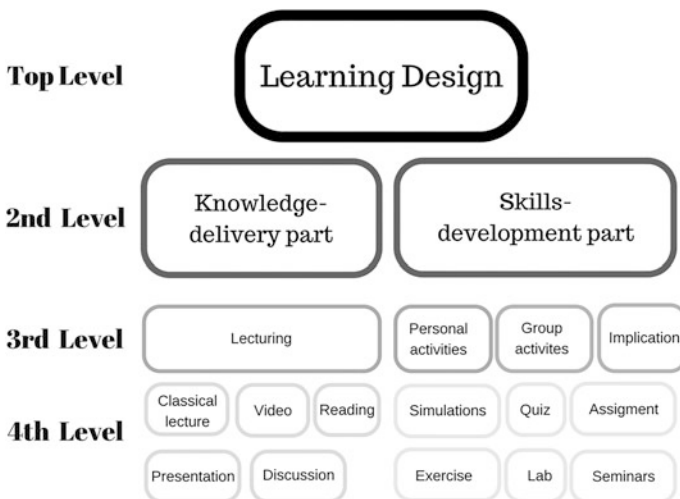 Top Level
Learning Design
2nd Level
Knowledge-
delivery part
Skills-
development part
3rd Level
Lecturing
Personal
activities
Group
activites
Implication
4th Level
Classical
lecture
Video
Reading
Simulations
Quiz
Assigment
Presentation
Discussion
Exercise
Lab
Seminars